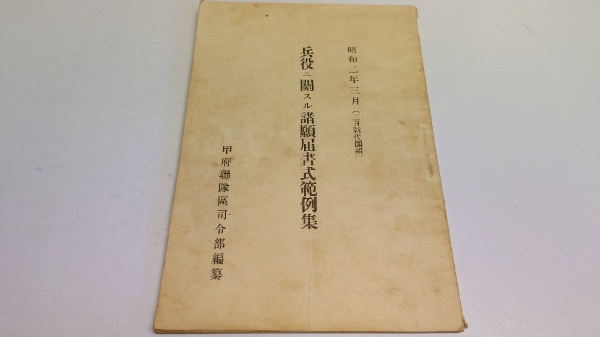 昭和二年三月
兵役ニ關スル諸願届書式範例集
甲府聯隊區司令部編纂